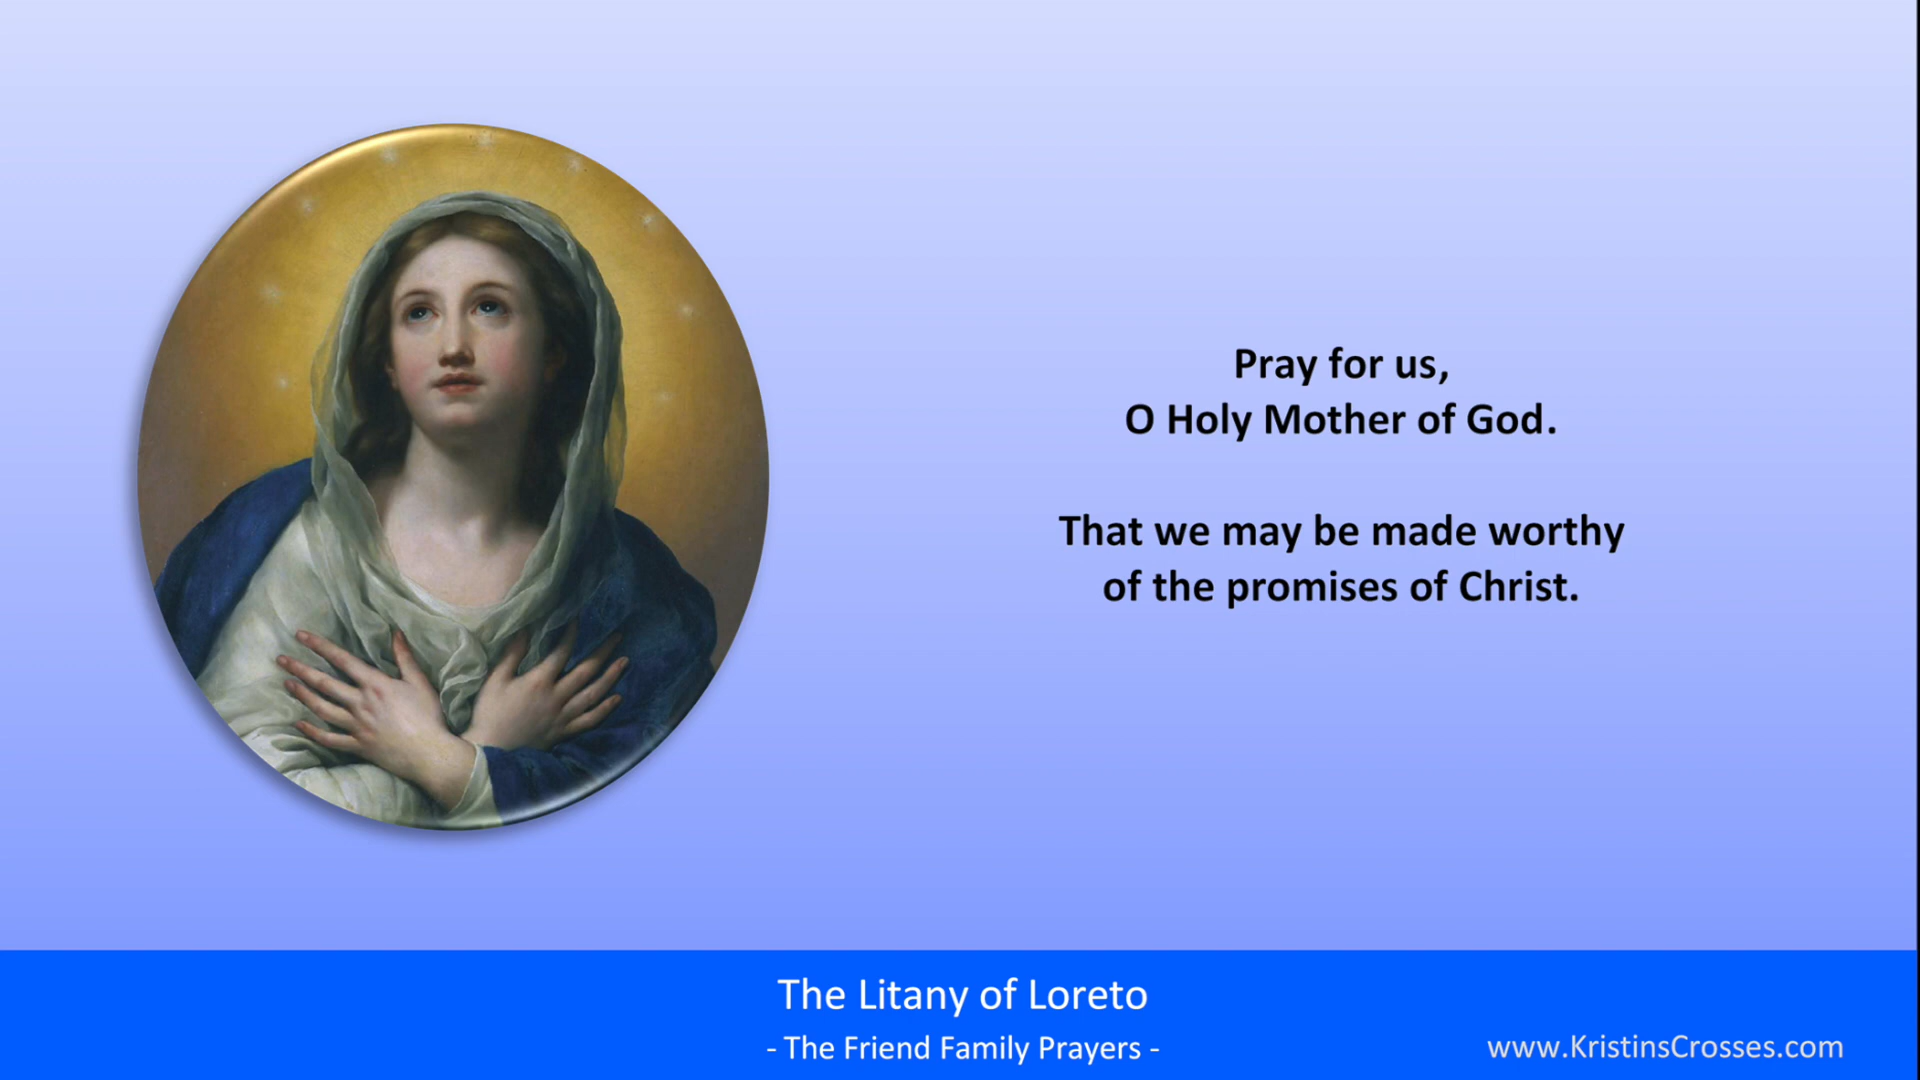 Pray for us,
O Holy Mother of God.
That we may be made worthy
of the promises of Christ.
The Litany of Loreto
- The Friend Family Prayers -
www.KristinsCrosses.com